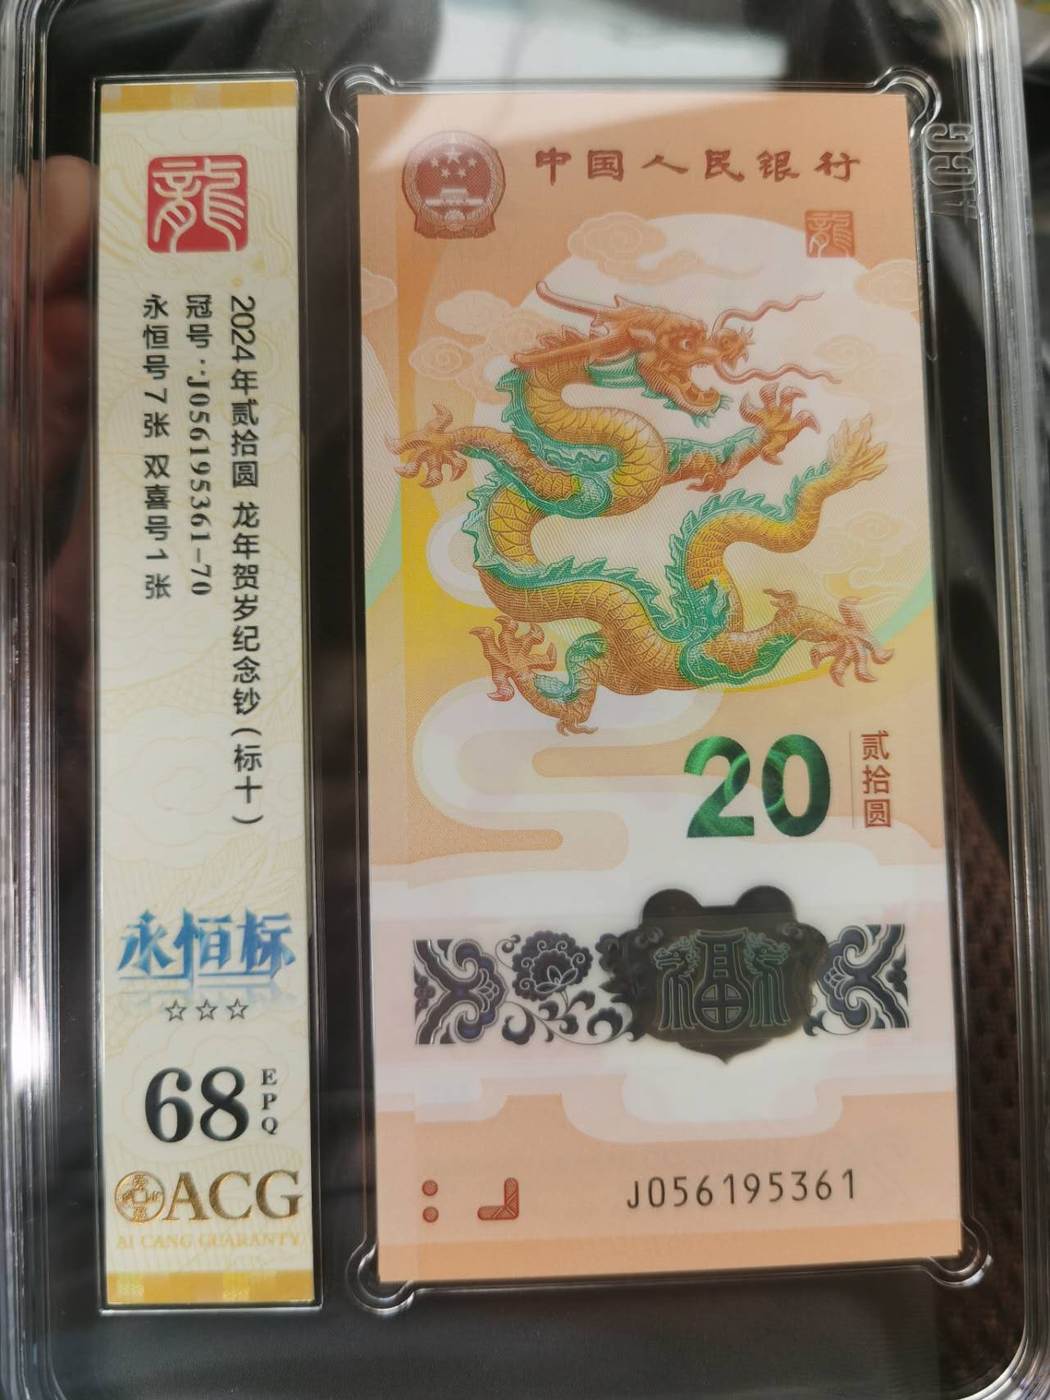 龍
2024年贰拾圆 龙年贺岁纪念钞(标十)
冠号:J056195361-70
永恒号7张 双喜号1张
永恒标
☆☆☆
68
EPQ
ACG
AI CANG GUARANTY
中国人民银行
龍
20
贰拾圆
福
J056195361